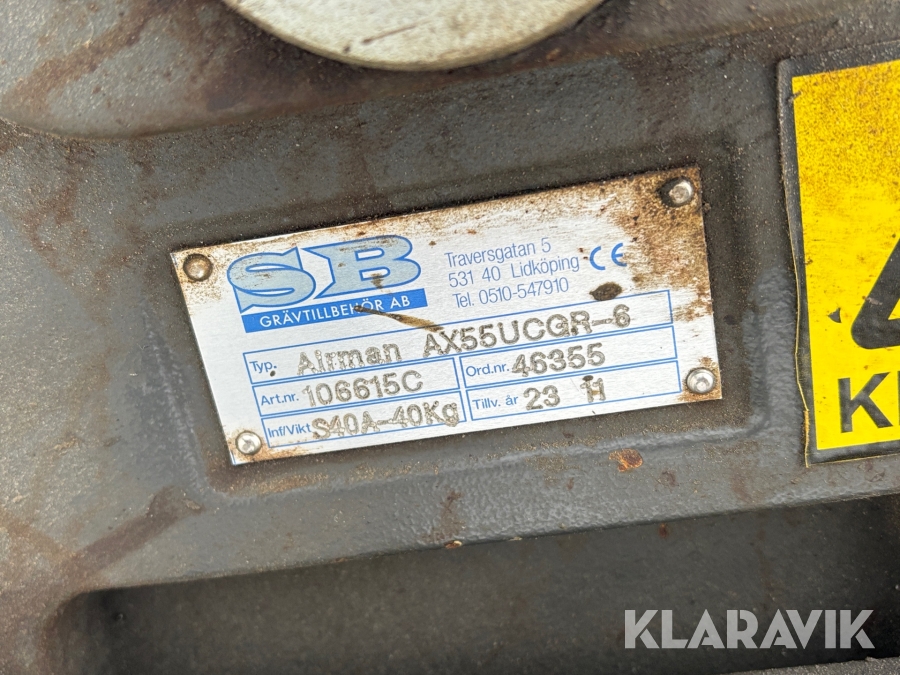 SB
GRÄVTILLBEHÖR AB
Traversgatan 5
531 40 Lidköping
Tel. 0510-547910
CE
Typ. Airman AX55UCGR-6
Art.nr. 106615C
Ord.nr. 46355
Inf/Vikt S40A-40Kg
Tillv. år 23 H
KLARAVIK